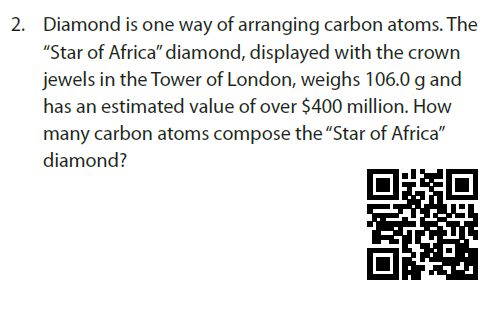 2. Diamond is one way of arranging carbon atoms. The
“Star of Africa” diamond, displayed with the crown
jewels in the Tower of London, weighs 106.0 g and
has an estimated value of over $400 million. How
many carbon atoms compose the “Star of Africa”
diamond?